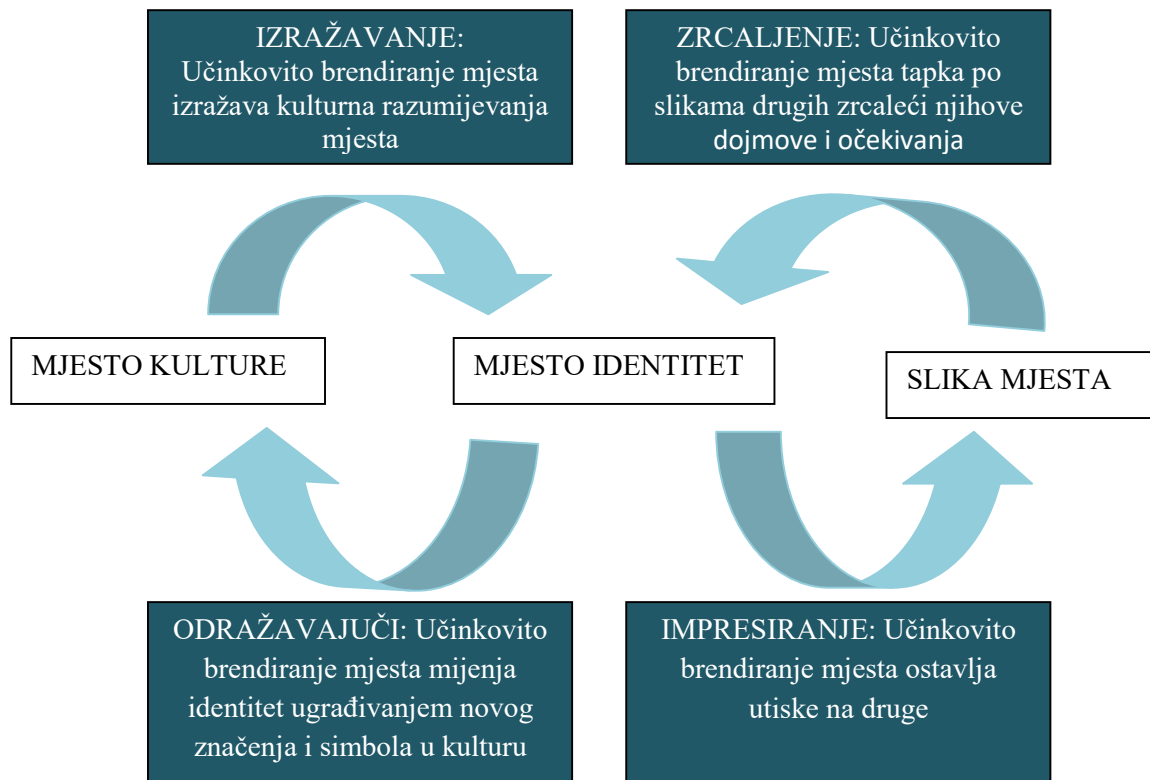 IZRAŽAVANJE:
Učinkovito brendiranje mjesta
izražava kulturna razumijevanja
mjesta
ZRCALJENJE: Učinkovito
brendiranje mjesta tapka po
slikama drugih zrcaleći njihove
dojmove i očekivanja
MJESTO KULTURE
MJESTO IDENTITET
SLIKA MJESTA
ODRAŽAVAJUČI: Učinkovito
brendiranje mjesta mijenja
identitet ugrađivanjem novog
značenja i simbola u kulturu
IMPRESIRANJE: Učinkovito
brendiranje mjesta ostavlja
utiske na druge